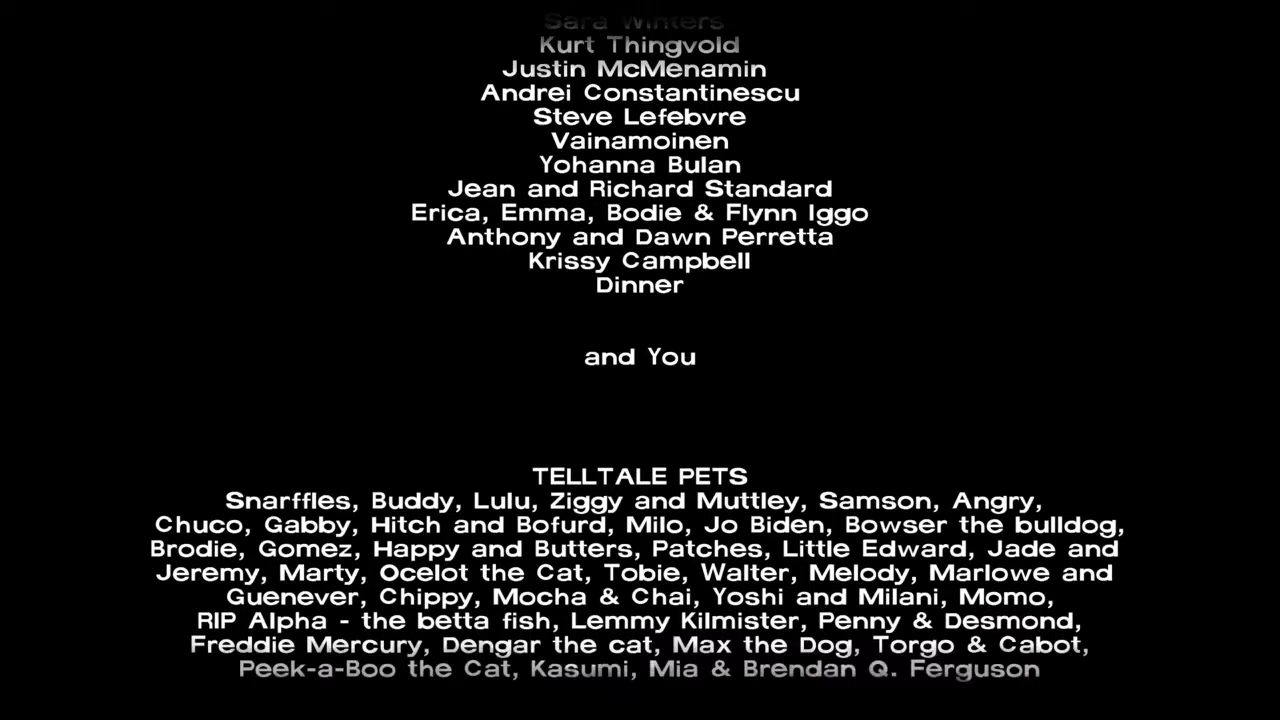 Sara Winters
Kurt Thingvold
Justin McMenamin
Andrei Constantinescu
Steve Lefebvre
Vainamoinen
Yohanna Bulan
Jean and Richard Standard
Erica, Emma, Bodie & Flynn Iggo
Anthony and Dawn Perretta
Krissy Campbell
Dinner
and You
TELLTALE PETS
Snarffles, Buddy, Lulu, Ziggy and Muttley, Samson, Angry,
Chuco, Gabby, Hitch and Bofurd, Milo, Jo Biden, Bowser the bulldog,
Brodie, Gomez, Happy and Butters, Patches, Little Edward, Jade and
Jeremy, Marty, Ocelot the Cat, Tobie, Walter, Melody, Marlowe and
Guenever, Chippy, Mocha & Chai, Yoshi and Milani, Momo,
RIP Alpha - the betta fish, Lemmy Kilmister, Penny & Desmond,
Freddie Mercury, Dengar the cat, Max the Dog, Torgo & Cabot,
Peek-a-Boo the Cat, Kasumi, Mia & Brendan Q. Ferguson